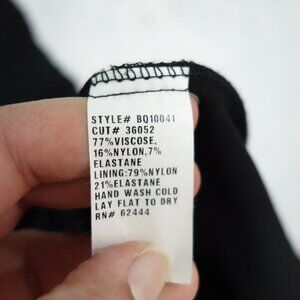 STYLE# BQ10041
CUT# 36052
77%VISCOSE,
16%NYLON,7%
ELASTANE
LINING:79%NYLON
21%ELASTANE
HAND WASH COLD
LAY FLAT TO DRY
RN# 62444